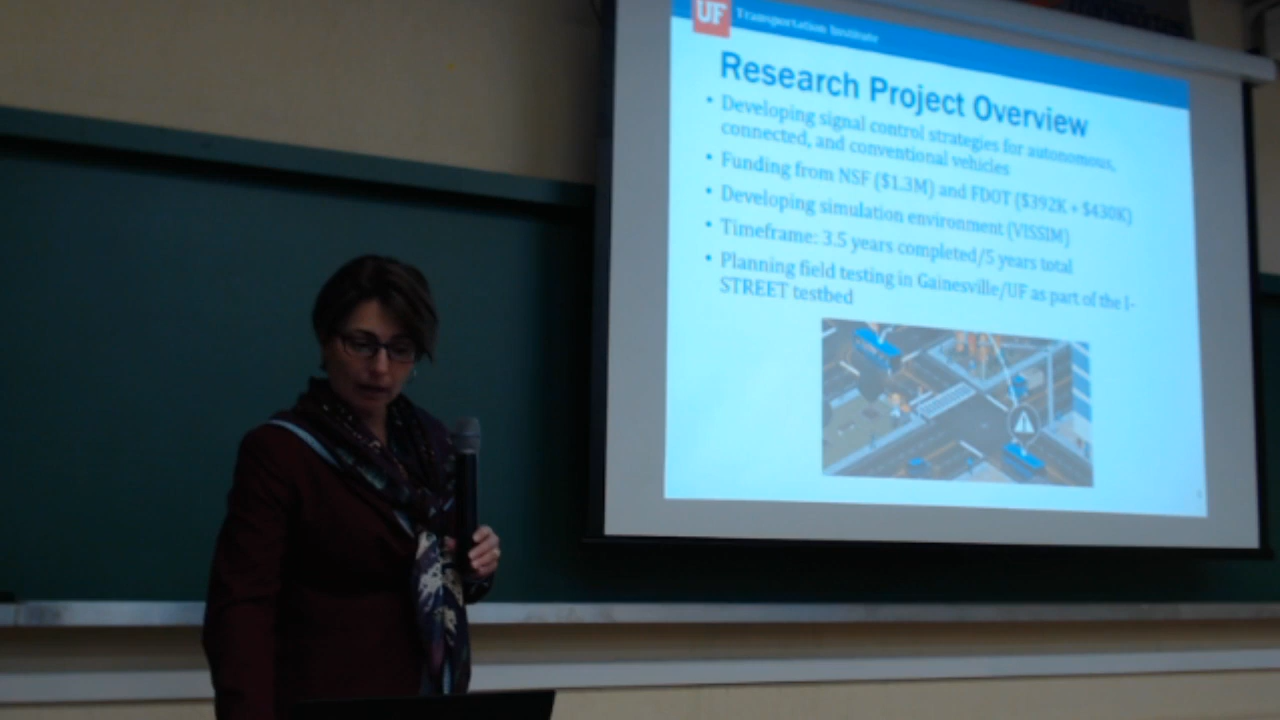 UF Transportation Institute
Research Project Overview
• Developing signal control strategies for autonomous,
connected, and conventional vehicles
• Funding from NSF ($1.3M) and FDOT ($392K + $430K)
• Developing simulation environment (VISSIM)
• Timeframe: 3.5 years completed/5 years total
• Planning field testing in Gainesville/UF as part of the I-
STREET testbed